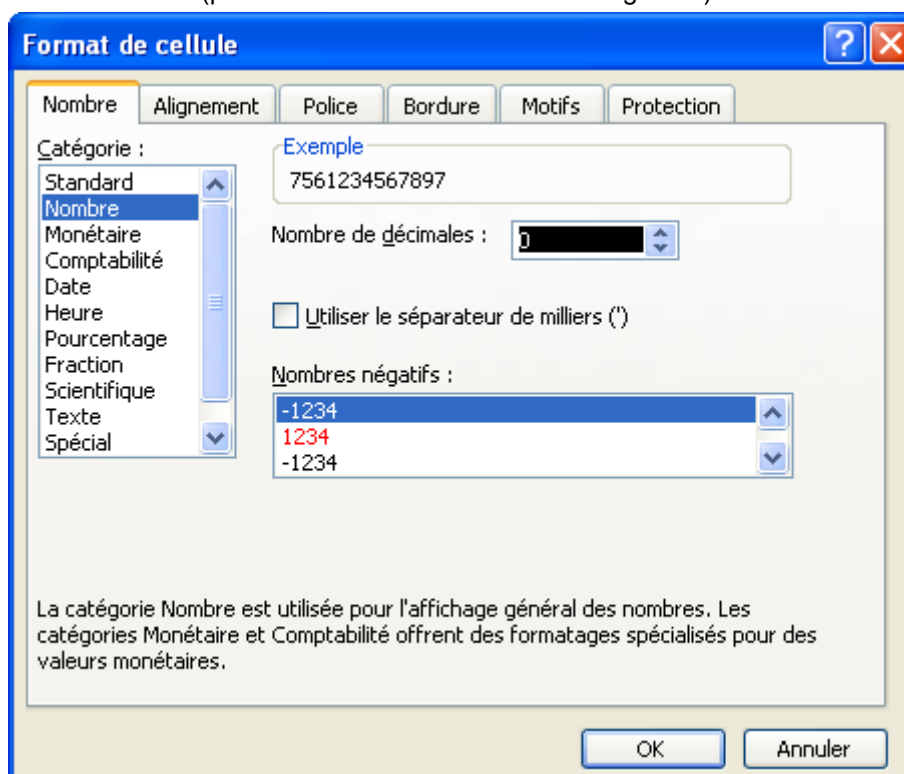 Format de cellule
Nombre Alignement Police Bordure Motifs Protection
Catégorie :
Standard
Nombre
Monétaire
Comptabilité
Date
Heure
Pourcentage
Fraction
Scientifique
Texte
Spécial
Exemple
7561234567897
Nombre de décimales : 0
Utiliser le séparateur de milliers (')
Nombres négatifs :
-1234
1234
-1234
La catégorie Nombre est utilisée pour l'affichage général des nombres. Les
catégories Monétaire et Comptabilité offrent des formatages spécialisés pour des
valeurs monétaires.
OK Annuler